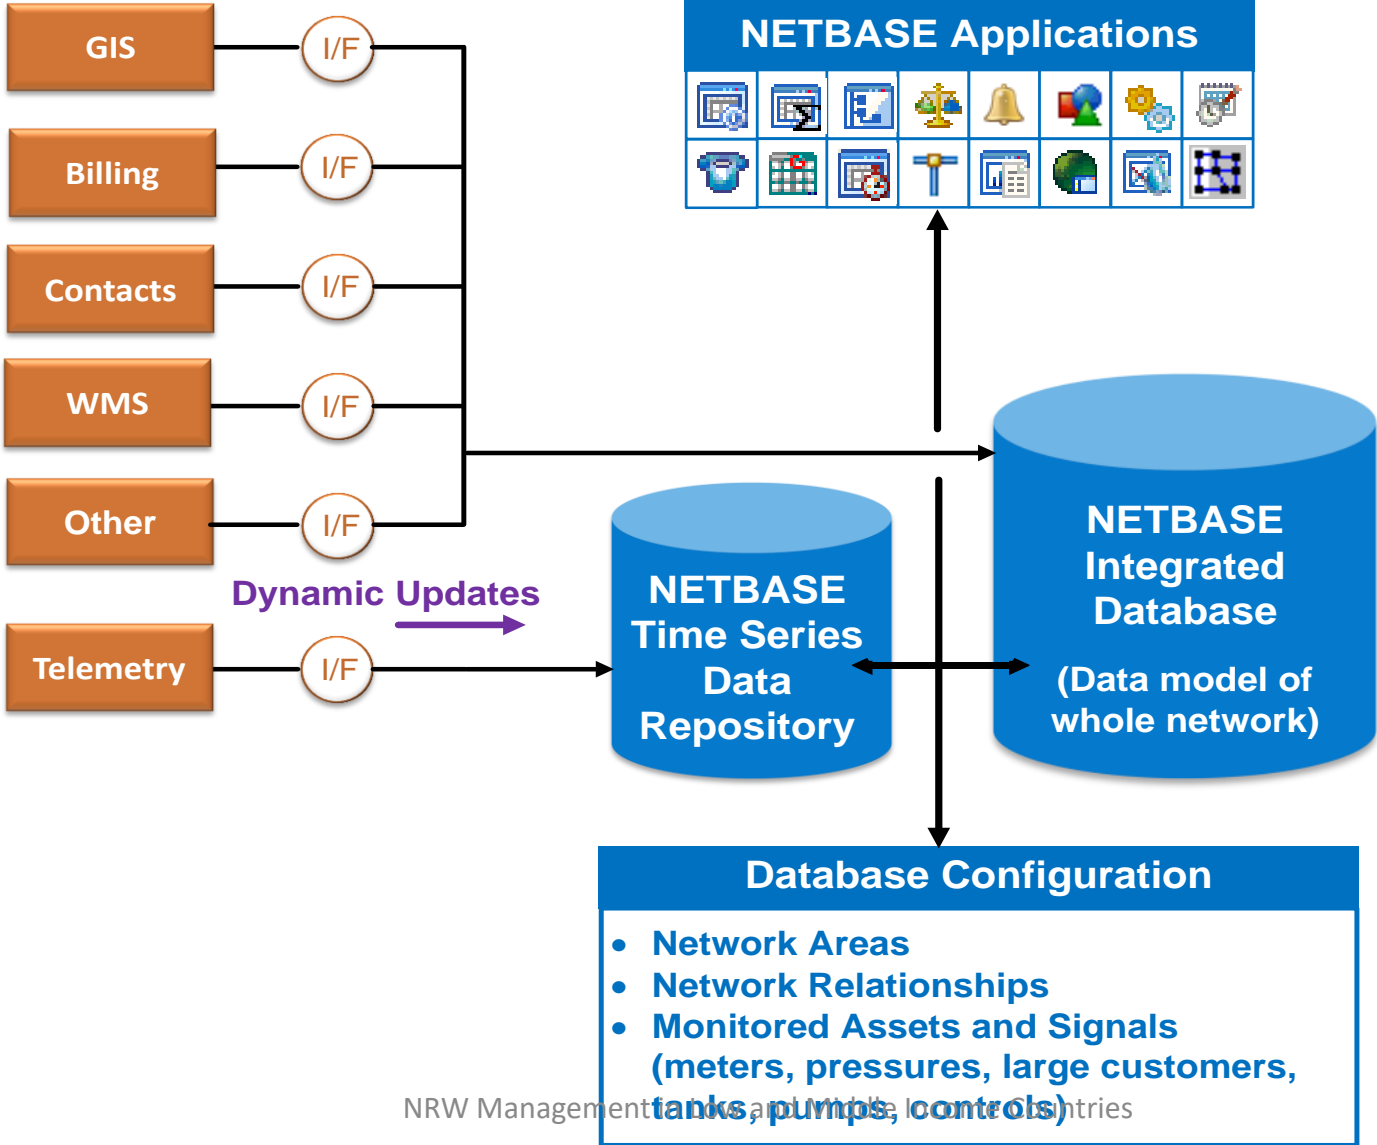 GIS
I/F
Billing
I/F
Contacts
I/F
WMS
I/F
Other
I/F
Dynamic Updates
Telemetry
I/F
NETBASE Applications
NETBASE
Time Series
Data
Repository
NETBASE
Integrated
Database
(Data model of
whole network)
Database Configuration
• Network Areas
• Network Relationships
• Monitored Assets and Signals
(meters, pressures, large customers,
tanks, pumps, controls)
NRW Management in Low and Middle Income Countries